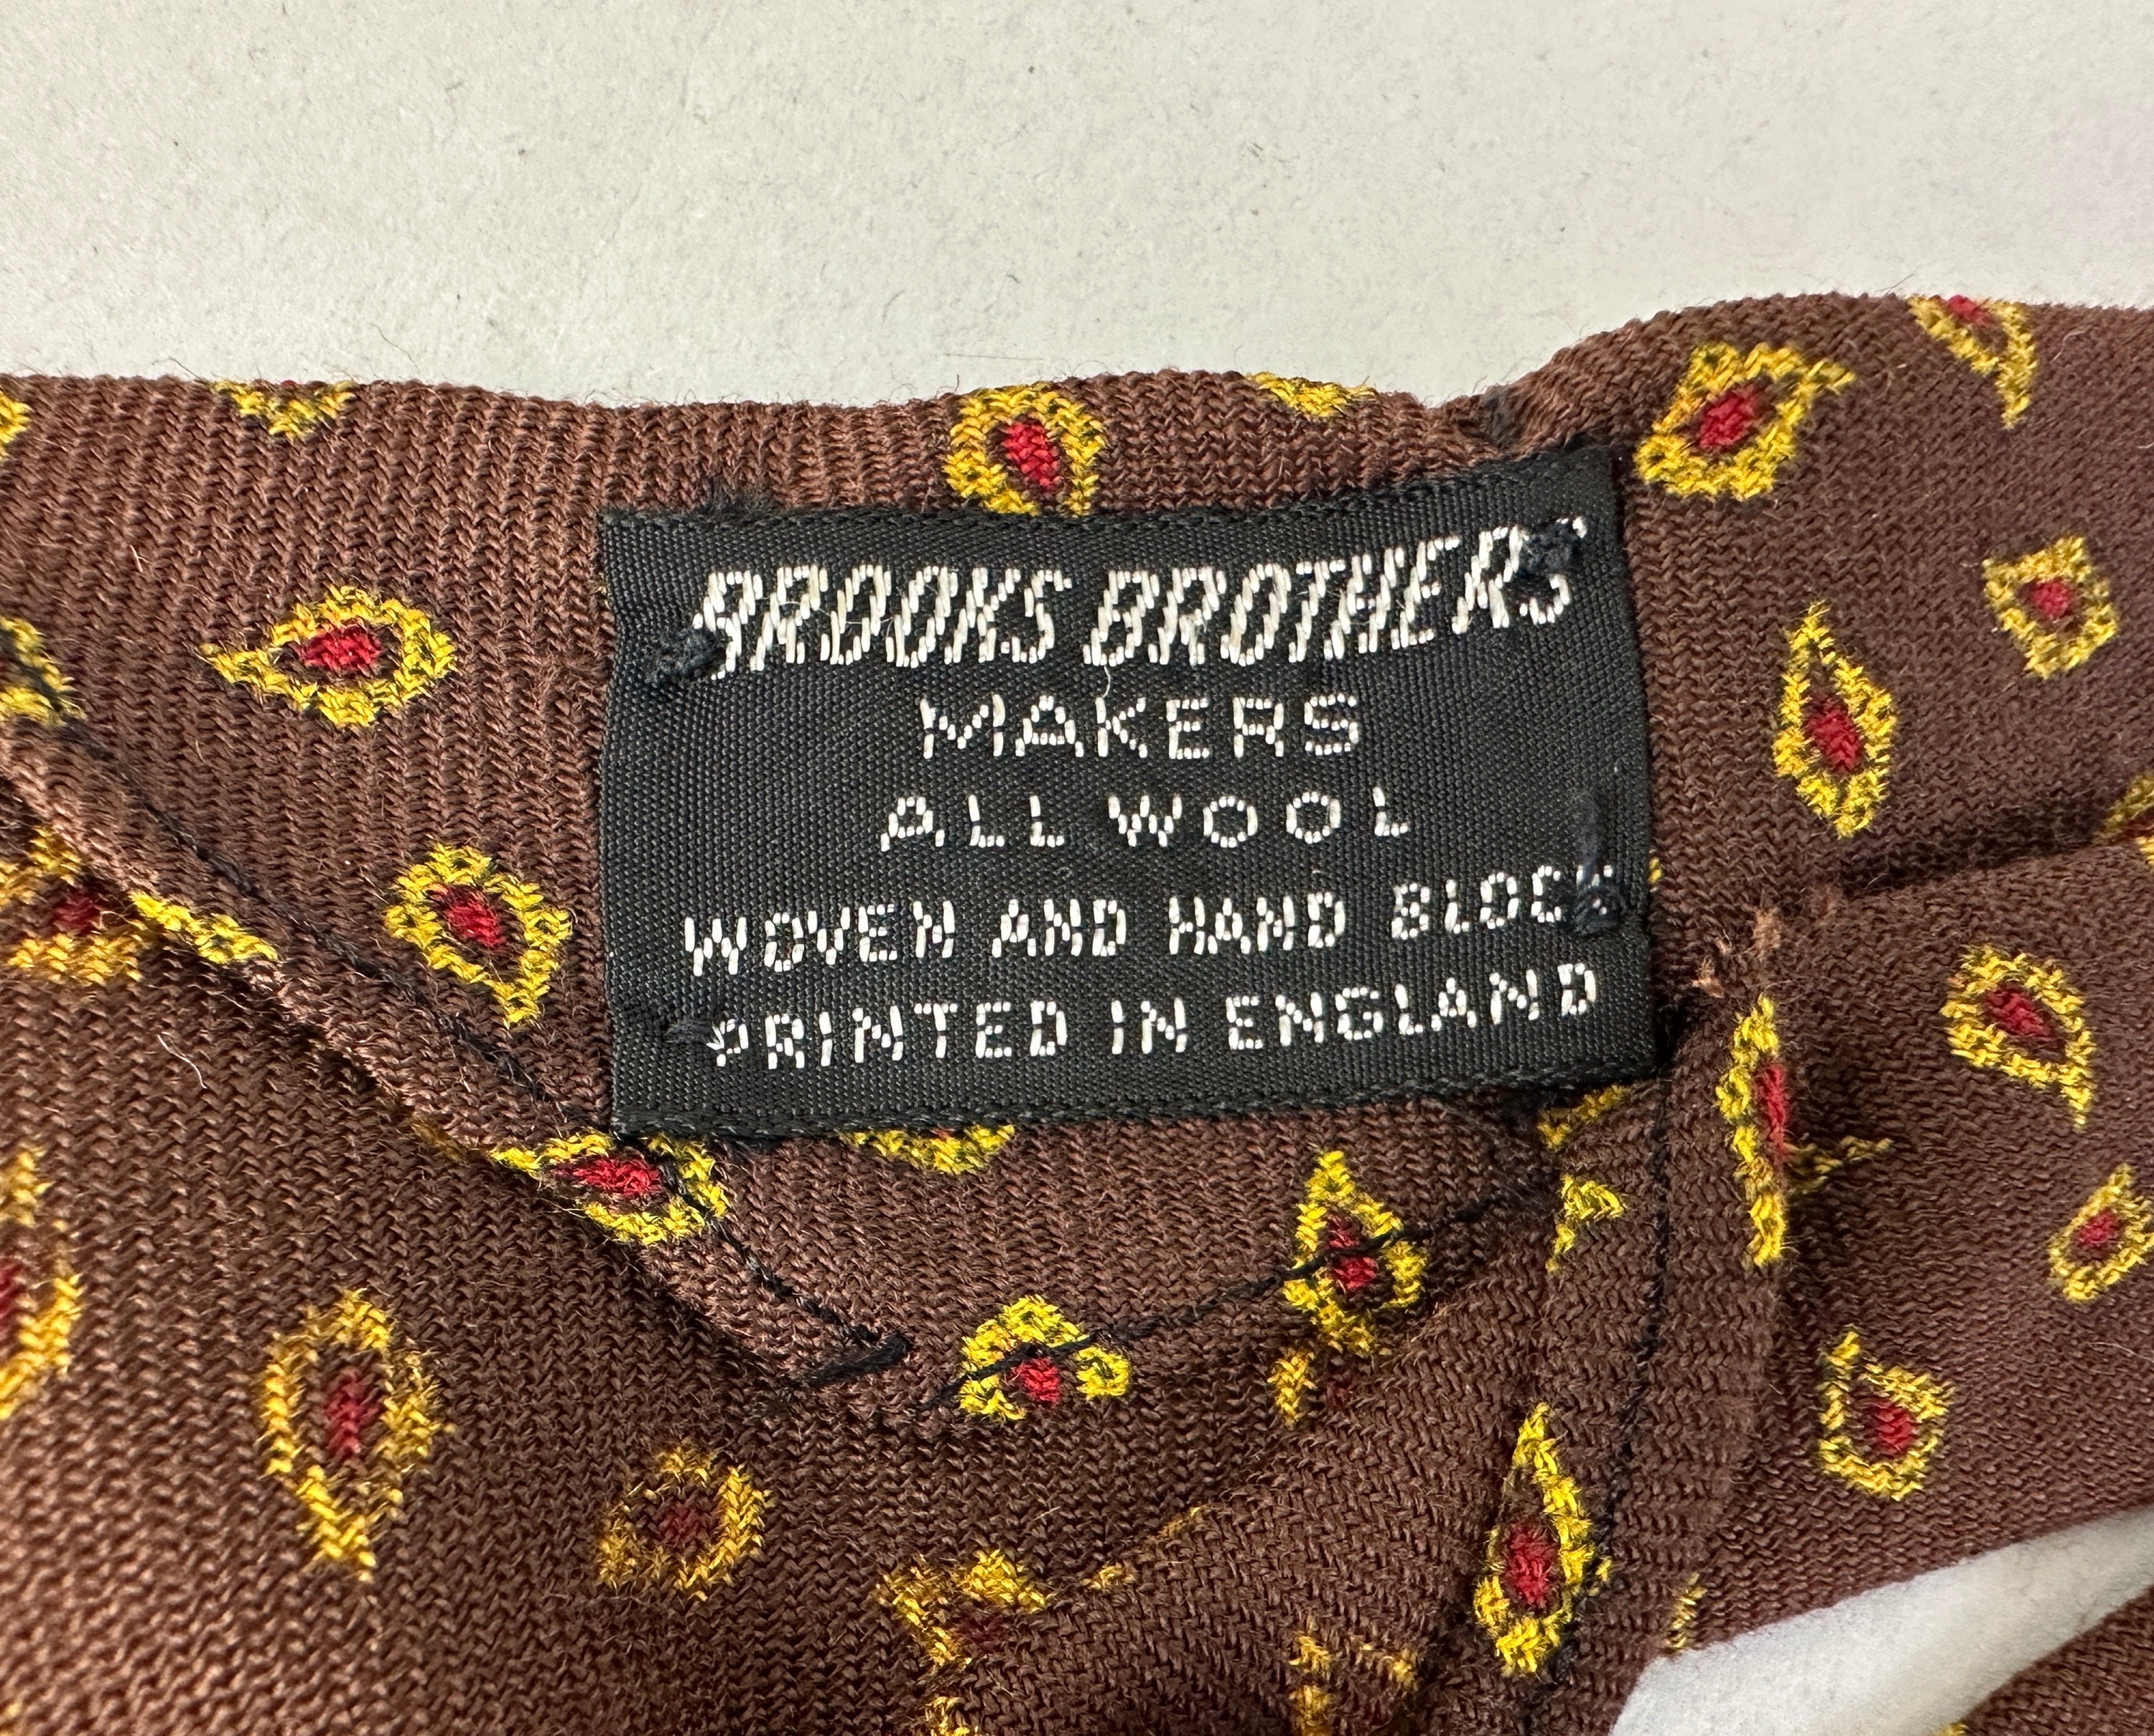 BROOKS BROTHERS
MAKERS
ALL WOOL
WOVEN AND HAND BLOCK
PRINTED IN ENGLAND